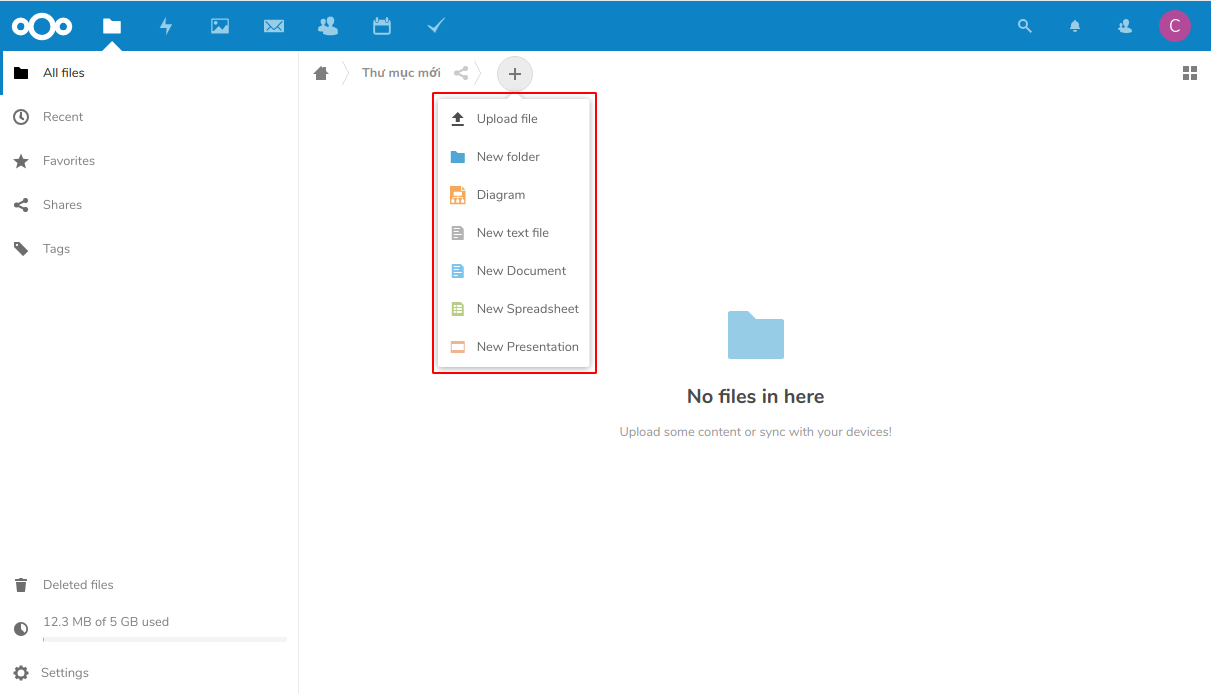 C
All files
Recent
Favorites
Shares
Tags
Deleted files
12.3 MB of 5 GB used
Settings
Thư mục mới
Upload file
New folder
Diagram
New text file
New Document
New Spreadsheet
New Presentation
No files in here
Upload some content or sync with your devices!